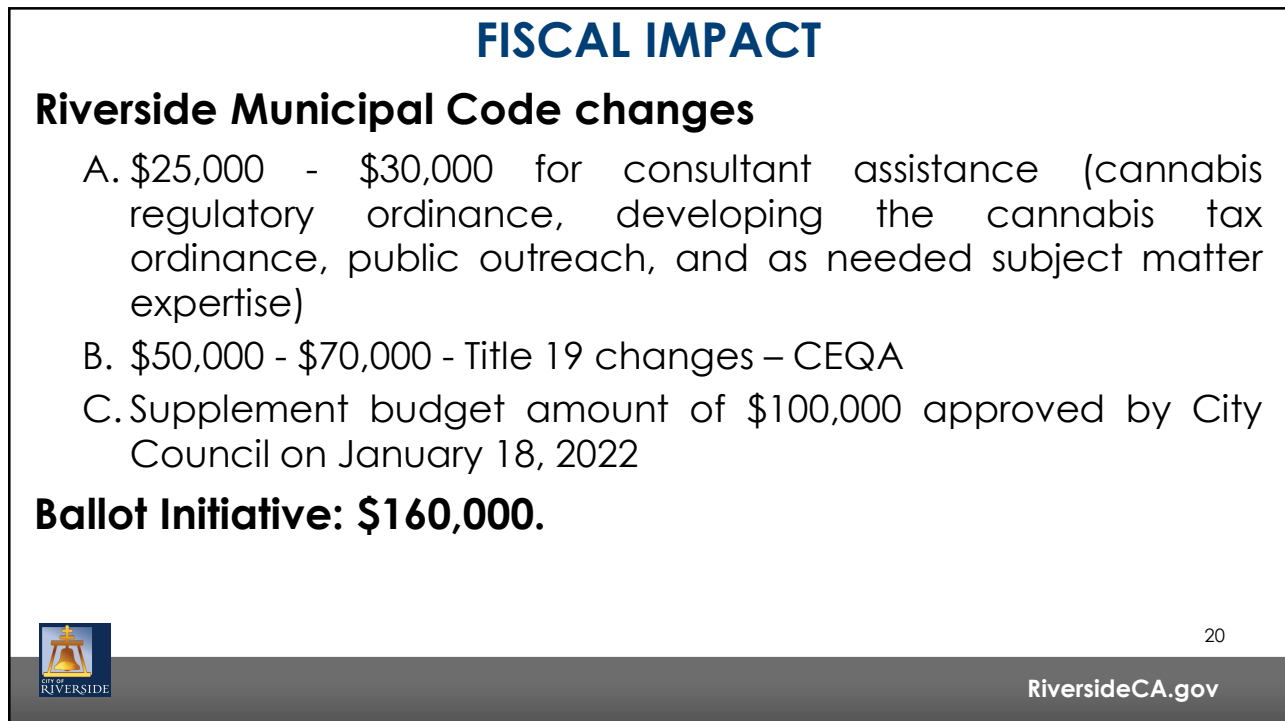 FISCAL IMPACT
Riverside Municipal Code changes
A. $25,000 - $30,000 for consultant assistance (cannabis
regulatory ordinance, developing the cannabis tax
ordinance, public outreach, and as needed subject matter
expertise)
B. $50,000 - $70,000 - Title 19 changes – CEQA
C. Supplement budget amount of $100,000 approved by City
Council on January 18, 2022
Ballot Initiative: $160,000.
20
CITY OF
RIVERSIDE
RiversideCA.gov